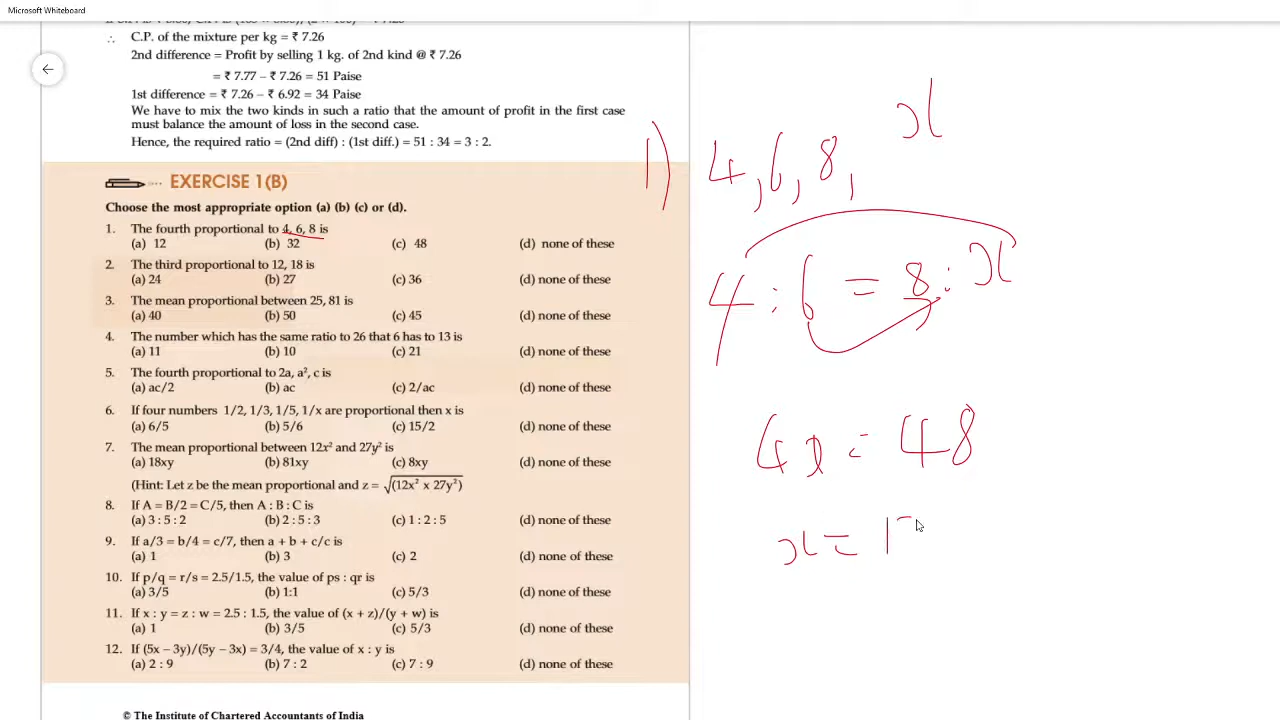 Microsoft Whiteboard
∴ C.P. of the mixture per kg = ₹ 7.26
2nd difference = Profit by selling 1 kg. of 2nd kind @ ₹ 7.26
= ₹ 7.77 – ₹ 7.26 = 51 Paise
1st difference = ₹ 7.26 – ₹ 6.92 = 34 Paise
We have to mix the two kinds in such a ratio that the amount of profit in the first case
must balance the amount of loss in the second case.
Hence, the required ratio = (2nd diff) : (1st diff.) = 51 : 34 = 3 : 2.
EXERCISE 1(B)
Choose the most appropriate option (a) (b) (c) or (d).
1. The fourth proportional to 4, 6, 8 is
(a) 12 (b) 32 (c) 48 (d) none of these
2. The third proportional to 12, 18 is
(a) 24 (b) 27 (c) 36 (d) none of these
3. The mean proportional between 25, 81 is
(a) 40 (b) 50 (c) 45 (d) none of these
4. The number which has the same ratio to 26 that 6 has to 13 is
(a) 11 (b) 10 (c) 21 (d) none of these
5. The fourth proportional to 2a, a², c is
(a) ac/2 (b) ac (c) 2/ac (d) none of these
6. If four numbers 1/2, 1/3, 1/5, 1/x are proportional then x is
(a) 6/5 (b) 5/6 (c) 15/2 (d) none of these
7. The mean proportional between 12x² and 27y² is
(a) 18xy (b) 81xy (c) 8xy (d) none of these
(Hint: Let z be the mean proportional and z = √(12x² x 27y²)
8. If A = B/2 = C/5, then A : B : C is
(a) 3 : 5 : 2 (b) 2 : 5 : 3 (c) 1 : 2 : 5 (d) none of these
9. If a/3 = b/4 = c/7, then a + b + c/c is
(a) 1 (b) 3 (c) 2 (d) none of these
10. If p/q = r/s = 2.5/1.5, the value of ps : qr is
(a) 3/5 (b) 1:1 (c) 5/3 (d) none of these
11. If x : y = z : w = 2.5 : 1.5, the value of (x + z)/(y + w) is
(a) 1 (b) 3/5 (c) 5/3 (d) none of these
12. If (5x – 3y)/(5y – 3x) = 3/4, the value of x : y is
(a) 2 : 9 (b) 7 : 2 (c) 7 : 9 (d) none of these
© The Institute of Chartered Accountants of India
1) 4, 6, 8, x
4 : 6 = 8 : x
4x = 48
x = 1